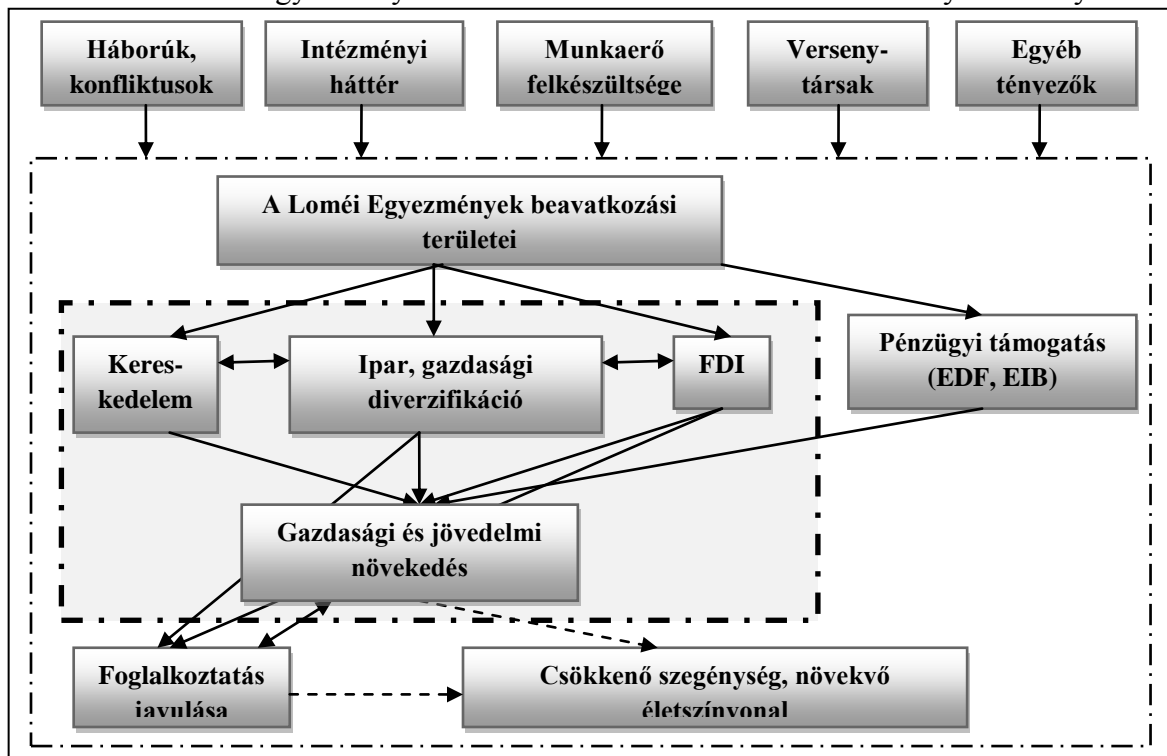 Háborúk,
konfliktusok
Intézményi
háttér
Munkaerő
felkészültsége
Verseny-
társak
Egyéb
tényezők
A Loméi Egyezmények beavatkozási
területei
Keres-
kedelem
Ipar, gazdasági
diverzifikáció
FDI
Pénzügyi támogatás
(EDF, EIB)
Gazdasági és jövedelmi
növekedés
Foglalkoztatás
javulása
Csökkenő szegénység, növekvő
életszínvonal